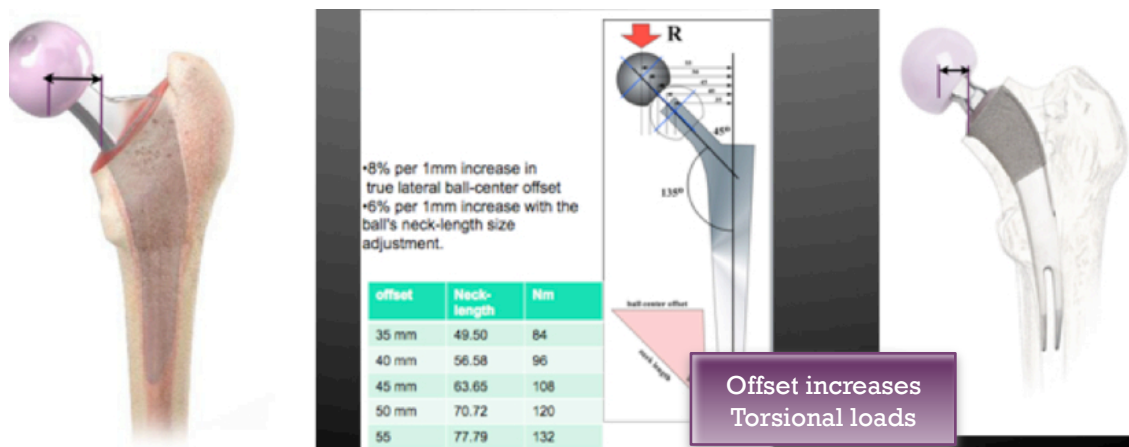 •8% per 1mm increase in
true lateral ball-center offset
•6% per 1mm increase with the
ball's neck-length size
adjustment.
offset Neck-length Nm
35 mm 49.50 84
40 mm 56.58 96
45 mm 63.65 108
50 mm 70.72 120
55 77.79 132
R
45°
135°
ball-center offset
neck length
Offset increases
Torsional loads